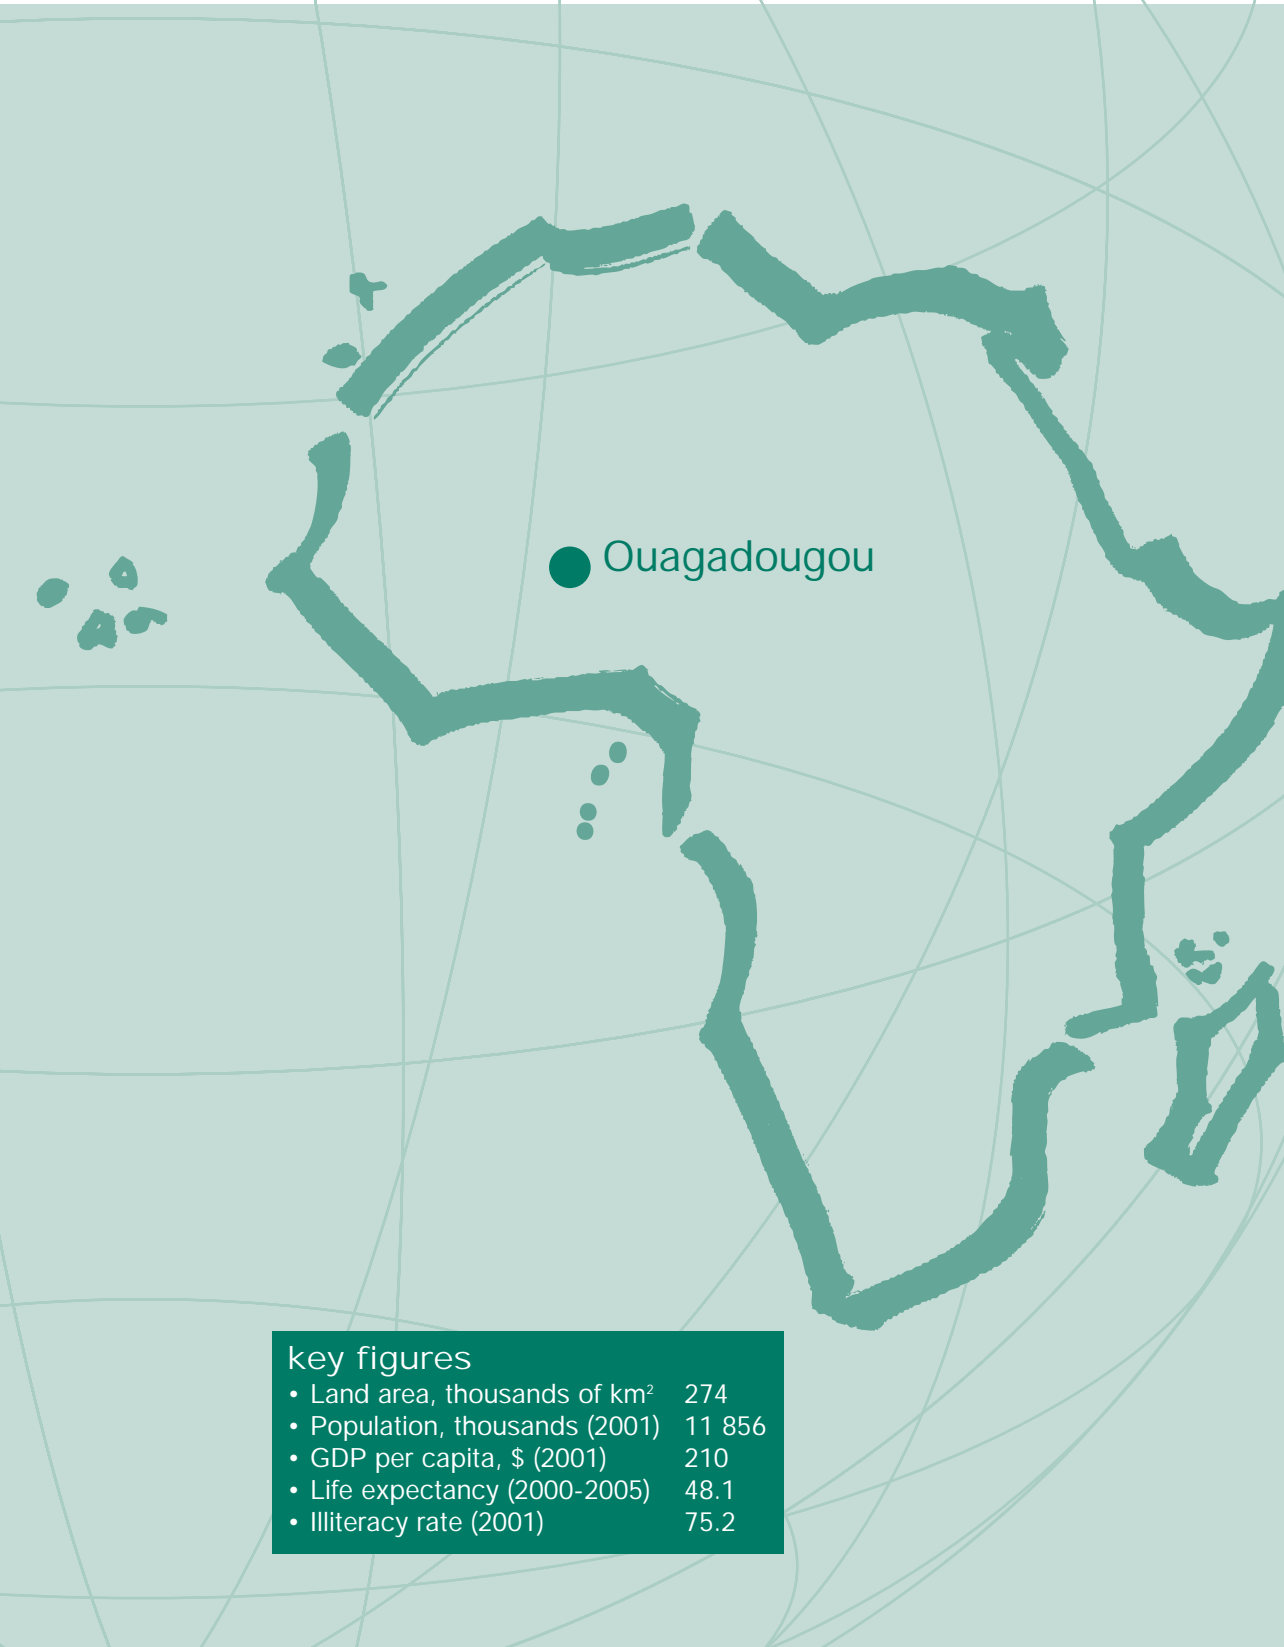 Ouagadougou
key figures
• Land area, thousands of km² 274
• Population, thousands (2001) 11 856
• GDP per capita, $ (2001) 210
• Life expectancy (2000-2005) 48.1
• Illiteracy rate (2001) 75.2